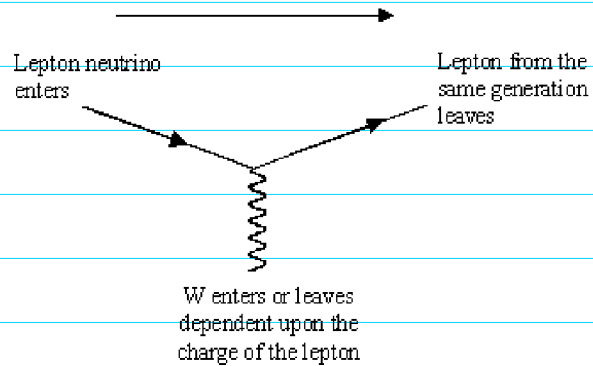 Lepton neutrino
enters
Lepton from the
same generation
leaves
W enters or leaves
dependent upon the
charge of the lepton